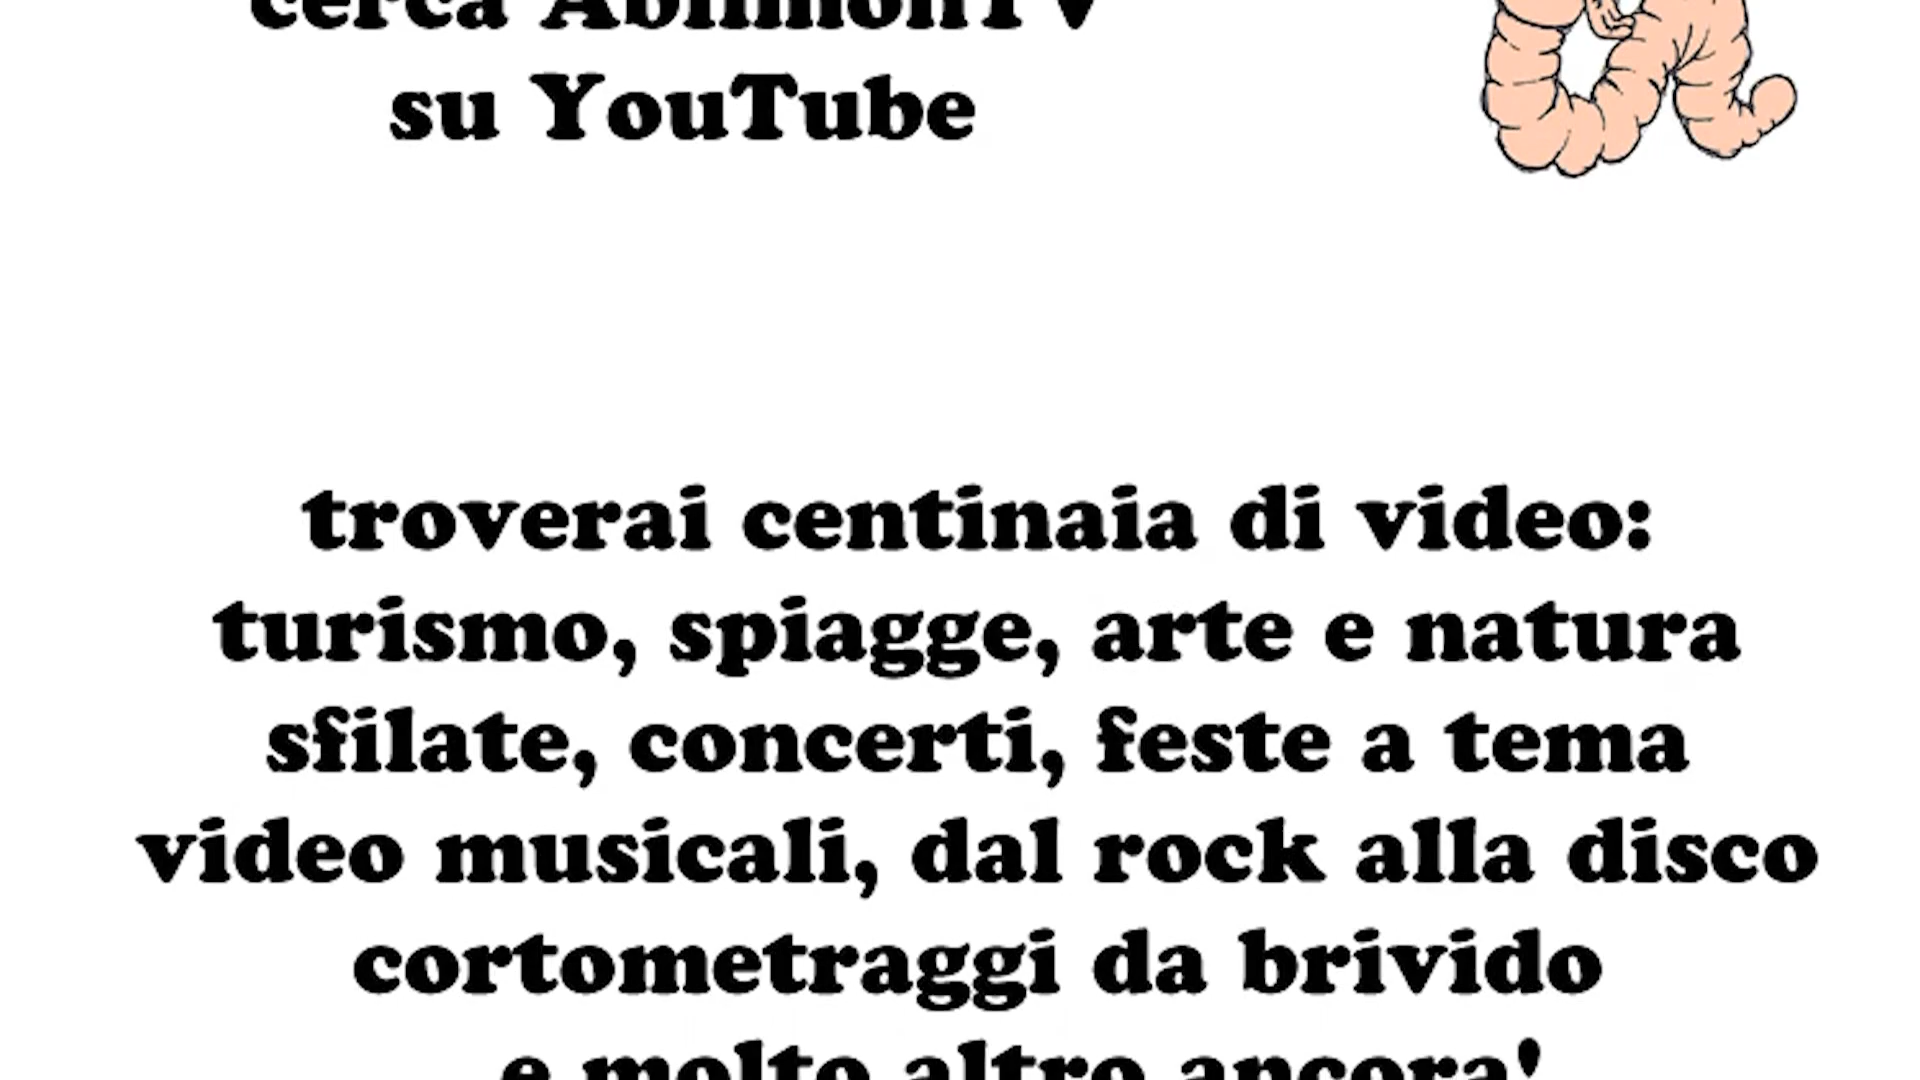 cerca AbilmonTV
su YouTube
troverai centinaia di video:
turismo, spiagge, arte e natura
sfilate, concerti, feste a tema
video musicali, dal rock alla disco
cortometraggi da brivido
e molto altro ancora!